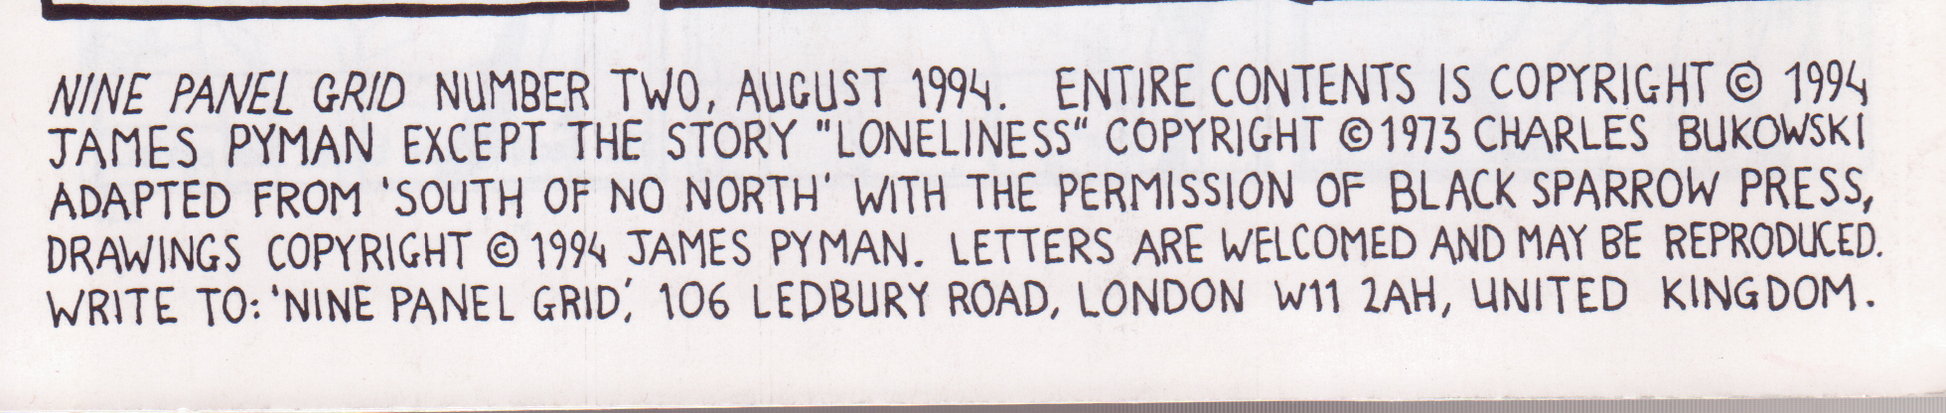 NINE PANEL GRID NUMBER TWO, AUGUST 1994. ENTIRE CONTENTS IS COPYRIGHT © 1994
JAMES PYMAN EXCEPT THE STORY "LONELINESS" COPYRIGHT © 1973 CHARLES BUKOWSKI
ADAPTED FROM 'SOUTH OF NO NORTH' WITH THE PERMISSION OF BLACK SPARROW PRESS,
DRAWINGS COPYRIGHT © 1994 JAMES PYMAN. LETTERS ARE WELCOMED AND MAY BE REPRODUCED.
WRITE TO: 'NINE PANEL GRID,' 106 LEDBURY ROAD, LONDON W11 2AH, UNITED KINGDOM.